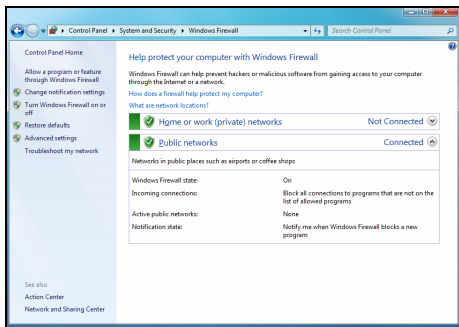 Control Panel ▸ System and Security ▸ Windows Firewall
Search Control Panel
Control Panel Home
Allow a program or feature
through Windows Firewall
Change notification settings
Turn Windows Firewall on or
off
Restore defaults
Advanced settings
Troubleshoot my network
See also
Action Center
Network and Sharing Center
Help protect your computer with Windows Firewall
Windows Firewall can help prevent hackers or malicious software from gaining access to your computer
through the Internet or a network.
How does a firewall help protect my computer?
What are network locations?
Home or work (private) networks Not Connected
Public networks Connected
Networks in public places such as airports or coffee shops
Windows Firewall state: On
Incoming connections: Block all connections to programs that are not on the
list of allowed programs
Active public networks: None
Notification state: Notify me when Windows Firewall blocks a new
program